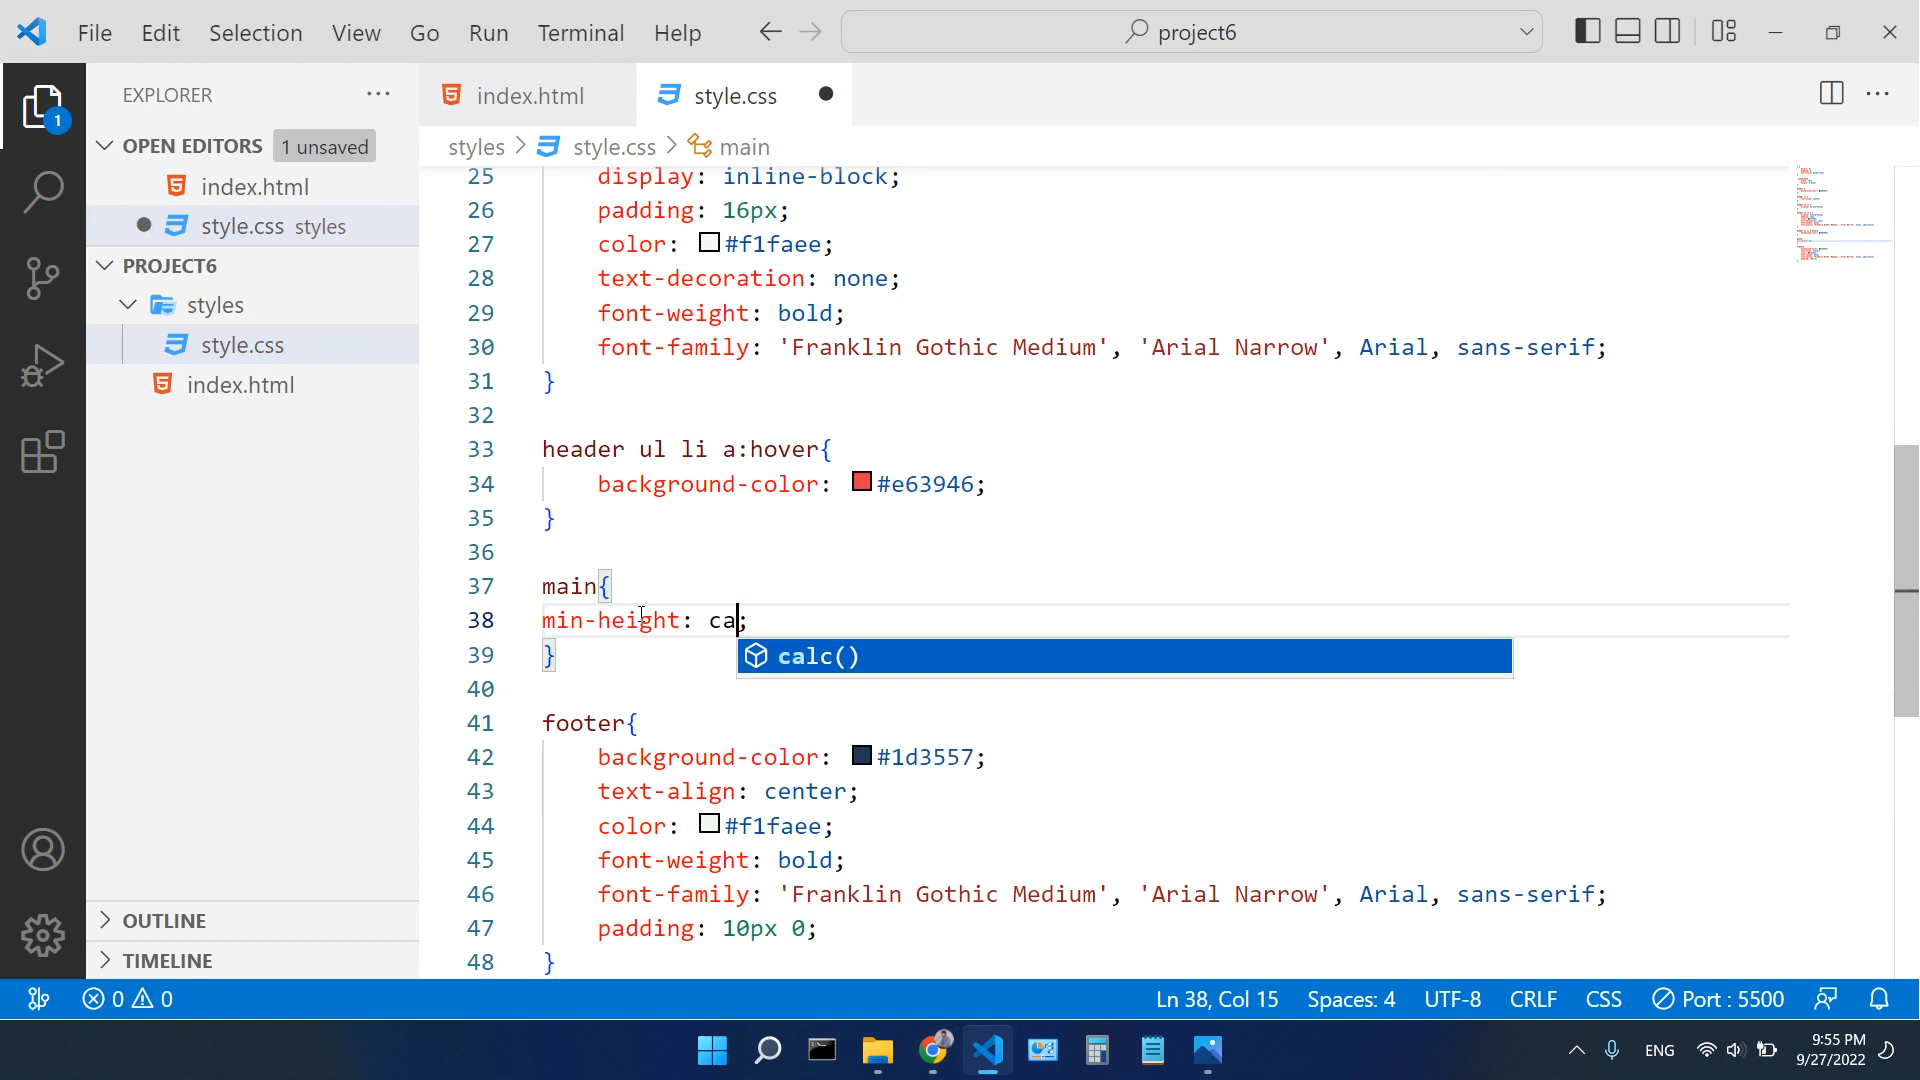 File Edit Selection View Go Run Terminal Help project6
EXPLORER
OPEN EDITORS 1 unsaved
index.html
style.css styles
PROJECT6
styles
style.css
index.html
OUTLINE
TIMELINE
1
index.html style.css
styles > style.css > main
25 display: inline-block;
26 padding: 16px;
27 color: #f1faee;
28 text-decoration: none;
29 font-weight: bold;
30 font-family: 'Franklin Gothic Medium', 'Arial Narrow', Arial, sans-serif;
31 }
32
33 header ul li a:hover{
34 background-color: #e63946;
35 }
36
37 main{
38 min-height: ca;
39 }
calc()
40
41 footer{
42 background-color: #1d3557;
43 text-align: center;
44 color: #f1faee;
45 font-weight: bold;
46 font-family: 'Franklin Gothic Medium', 'Arial Narrow', Arial, sans-serif;
47 padding: 10px 0;
48 }
0 0 Ln 38, Col 15 Spaces: 4 UTF-8 CRLF CSS Port : 5500
ENG
9:55 PM
9/27/2022